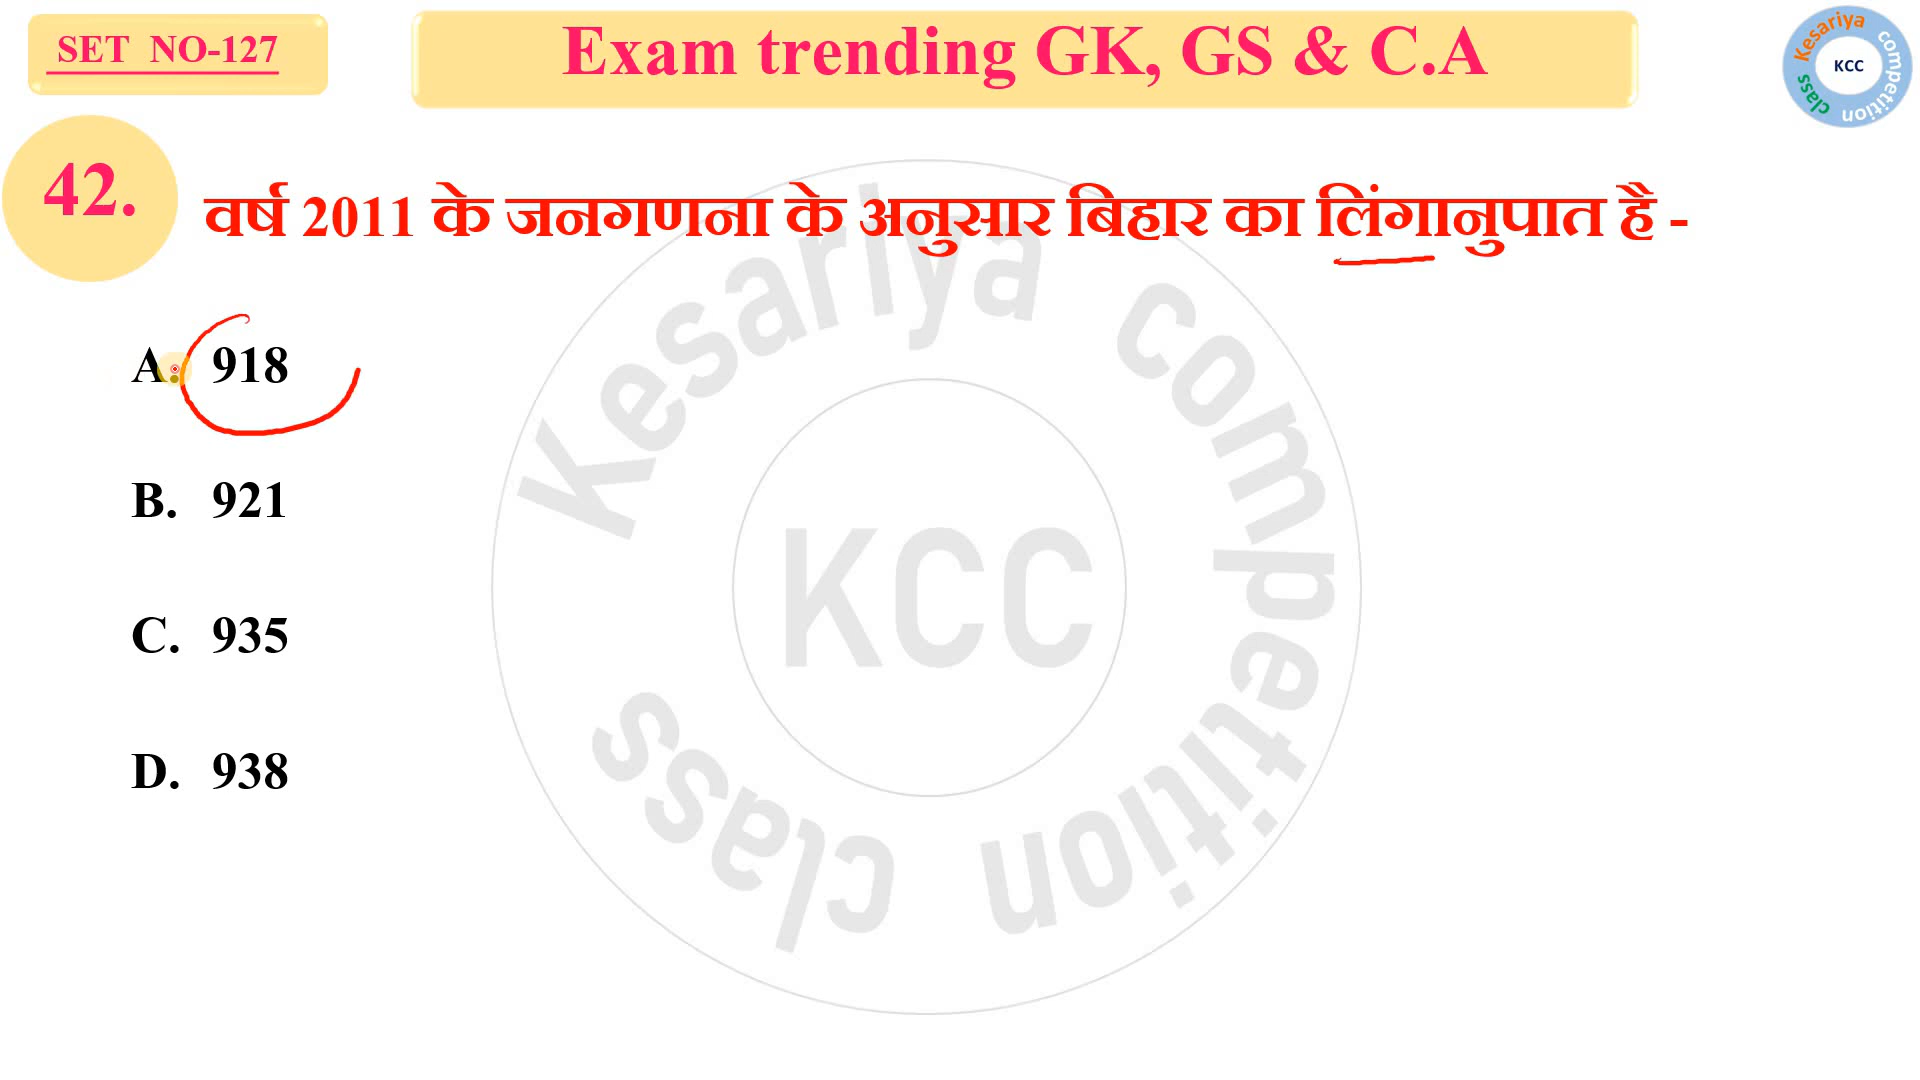 SET NO-127
Exam trending GK, GS & C.A
Kesariya competition class
KCC
42.
वर्ष 2011 के जनगणना के अनुसार बिहार का लिंगानुपात है -
A. 918
B. 921
C. 935
D. 938
Kesariya competition class
KCC